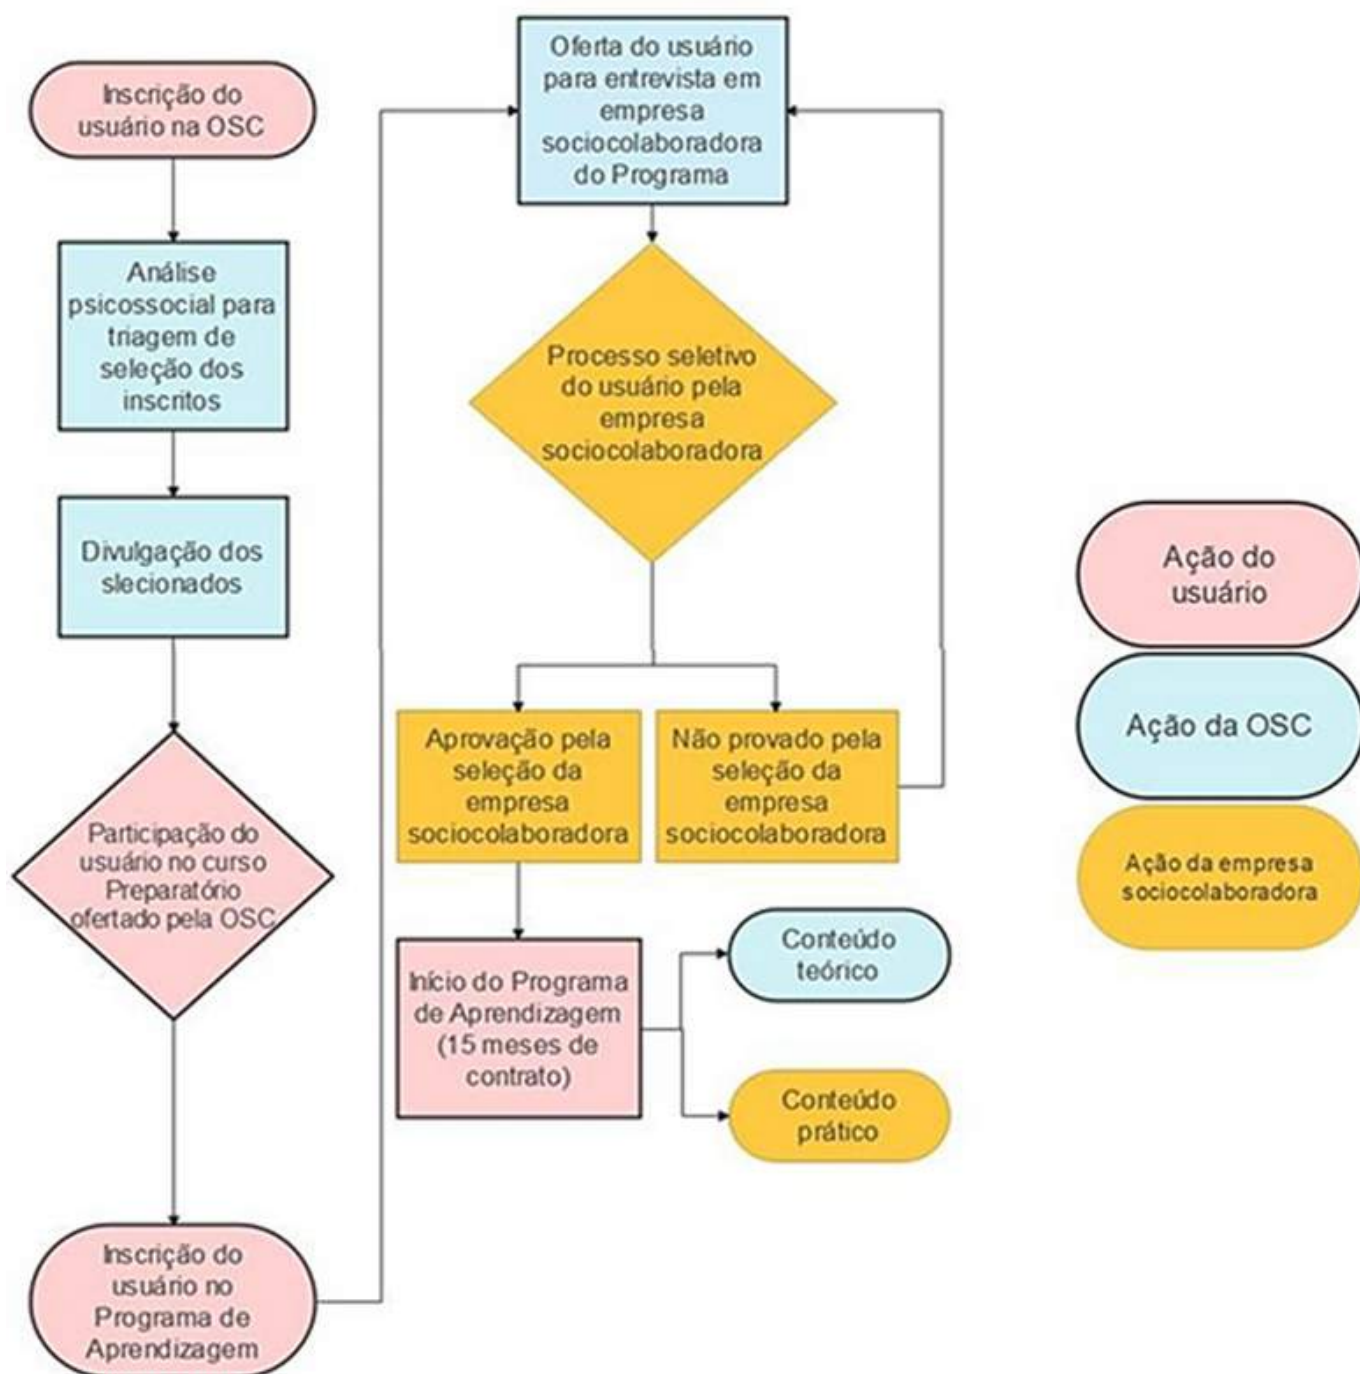 Inscrição do
usuário na OSC
Análise
psicossocial para
triagem de
seleção dos
inscritos
Divulgação dos
slecionados
Participação do
usuário no curso
Preparatório
ofertado pela OSC
Inscrição do
usuário no
Programa de
Aprendizagem
Oferta do usuário
para entrevista em
empresa
sociocolaboradora
do Programa
Processo seletivo
do usuário pela
empresa
sociocolaboradora
Aprovação pela
seleção da
empresa
sociocolaboradora
Não provado pela
seleção da
empresa
sociocolaboradora
Início do Programa
de Aprendizagem
(15 meses de
contrato)
Conteúdo
teórico
Conteúdo
prático
Ação do
usuário
Ação da OSC
Ação da empresa
sociocolaboradora